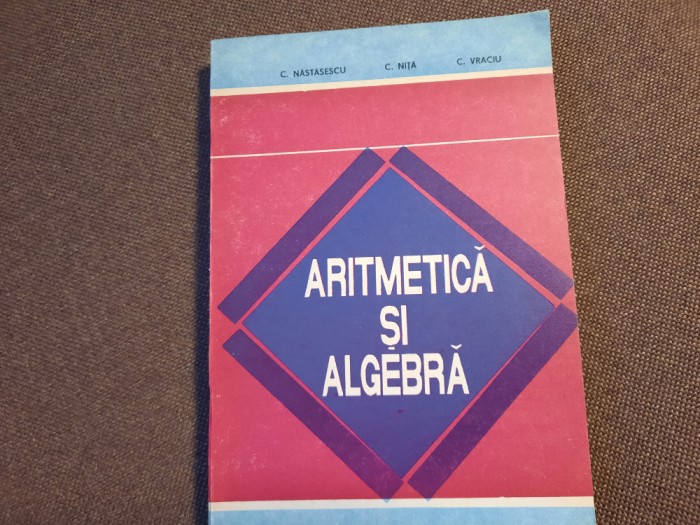 C. NĂSTĂSESCU C. NIȚĂ C. VRACIU
ARITMETICĂ
ȘI
ALGEBRĂ